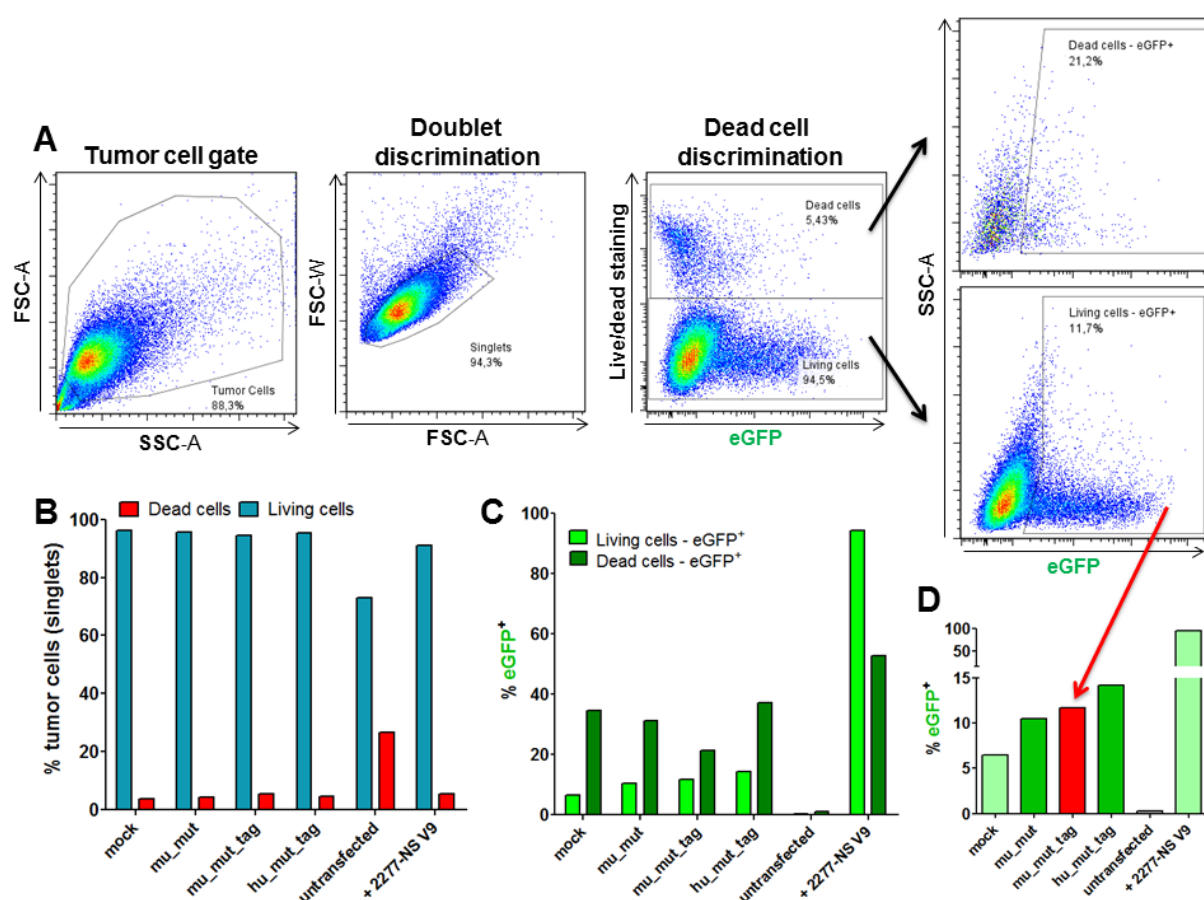 A
Tumor cell gate
FSC-A
Tumor Cells
88,3%
SSC-A
Doublet
discrimination
FSC-W
Singlets
94,3%
FSC-A
Dead cell
discrimination
Live/dead staining
Dead cells
5,43%
Living cells
94,5%
eGFP
Dead cells - eGFP+
21,2%
SSC-A
Living cells - eGFP+
11,7%
eGFP
B
Dead cells
Living cells
% tumor cells (singlets)
100
80
60
40
20
0
mock
mu_mut
mu_mut_tag
hu_mut_tag
untransfected
+ 2277-NS V9
C
% eGFP+
100
80
60
40
20
0
Living cells - eGFP+
Dead cells - eGFP+
mock
mu_mut
mu_mut_tag
hu_mut_tag
untransfected
+ 2277-NS V9
D
% eGFP+
100
50
15
10
5
0
mock
mu_mut
mu_mut_tag
hu_mut_tag
untransfected
+ 2277-NS V9